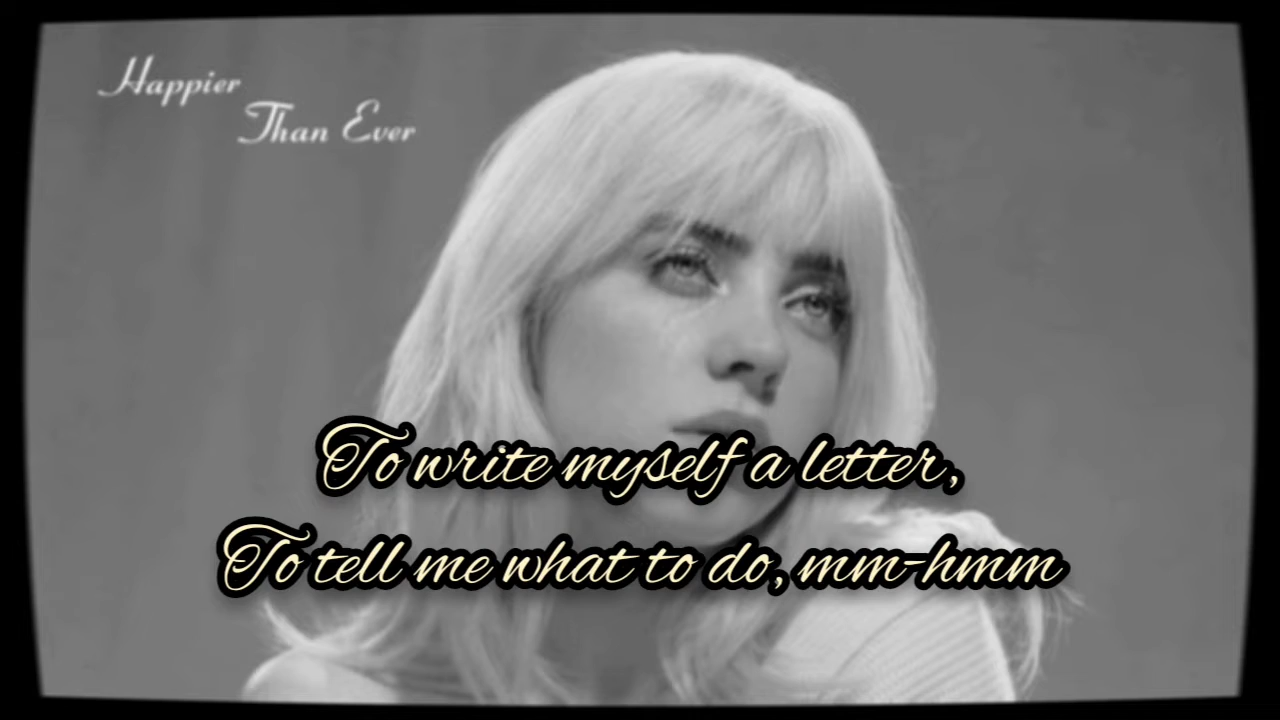 Happier
Than Ever
To write myself a letter,
To tell me what to do, mm-hmm